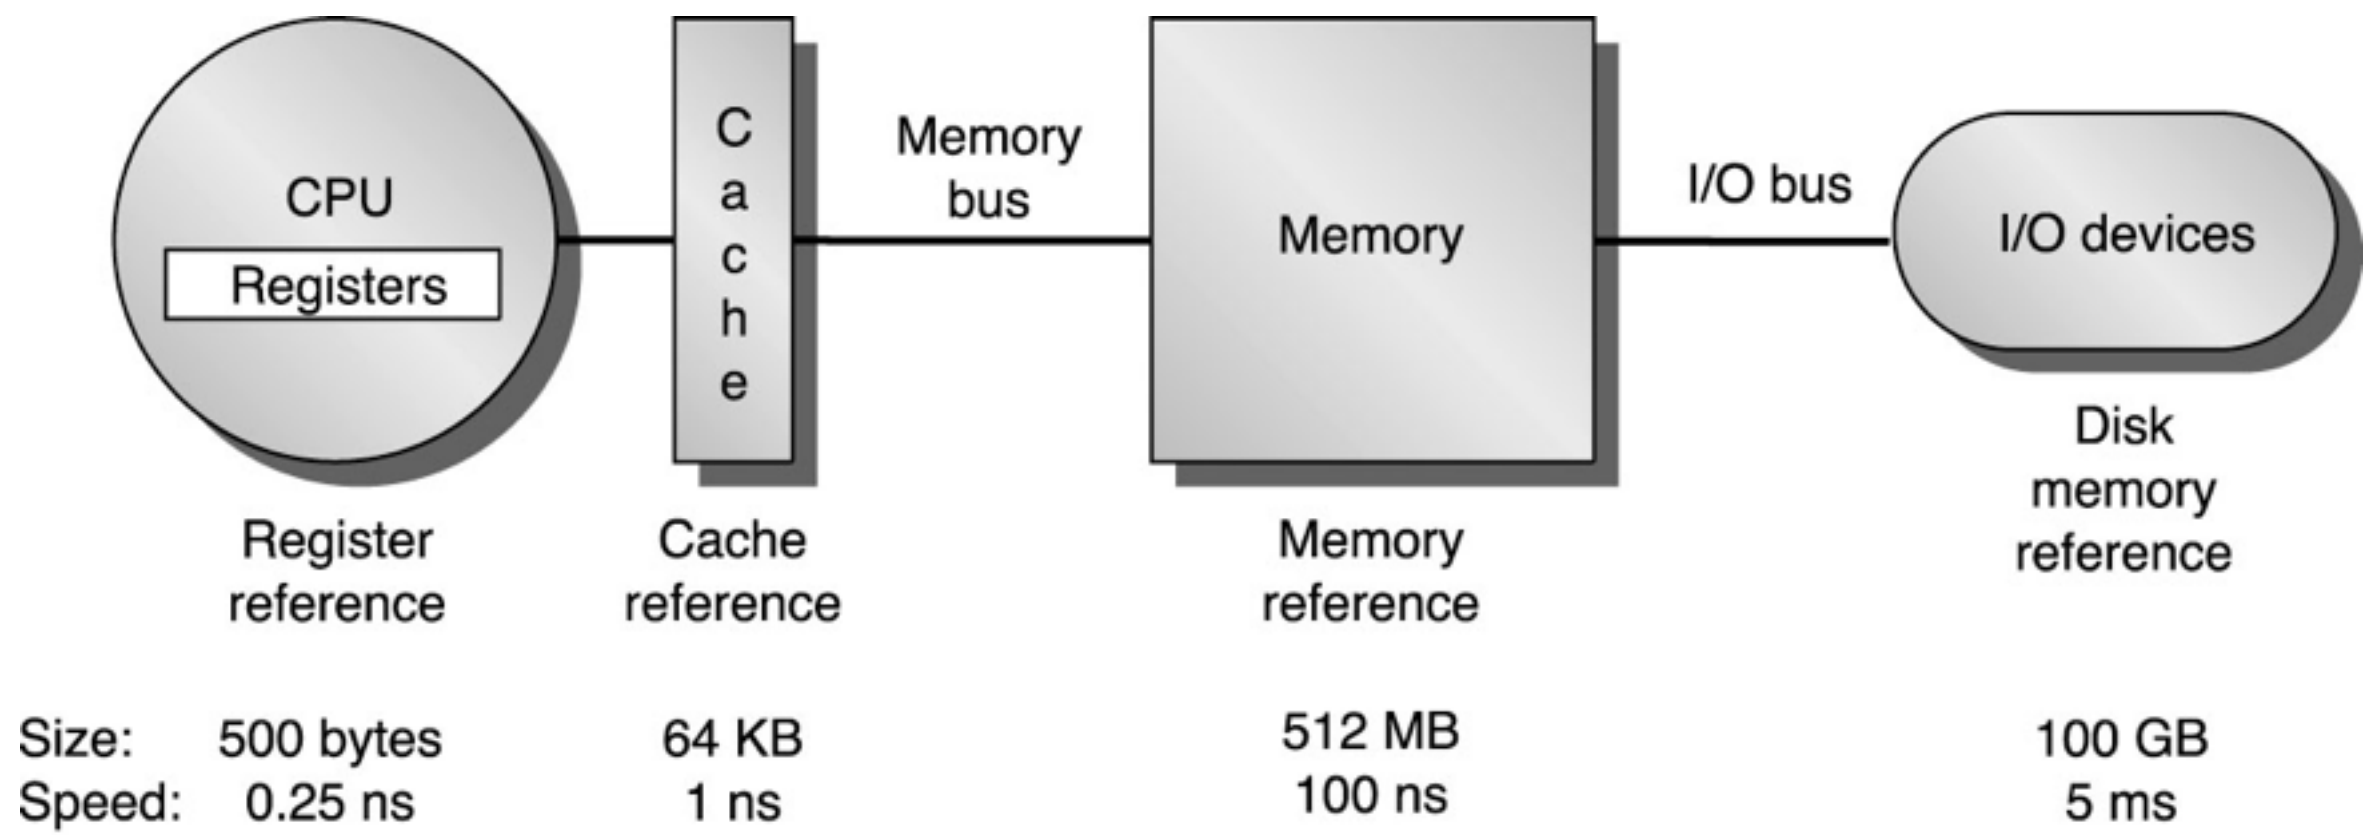 CPU
Registers
C
a
c
h
e
Memory
bus
Memory
I/O bus
I/O devices
Register
reference
Cache
reference
Memory
reference
Disk
memory
reference
Size: 500 bytes 64 KB 512 MB 100 GB
Speed: 0.25 ns 1 ns 100 ns 5 ms